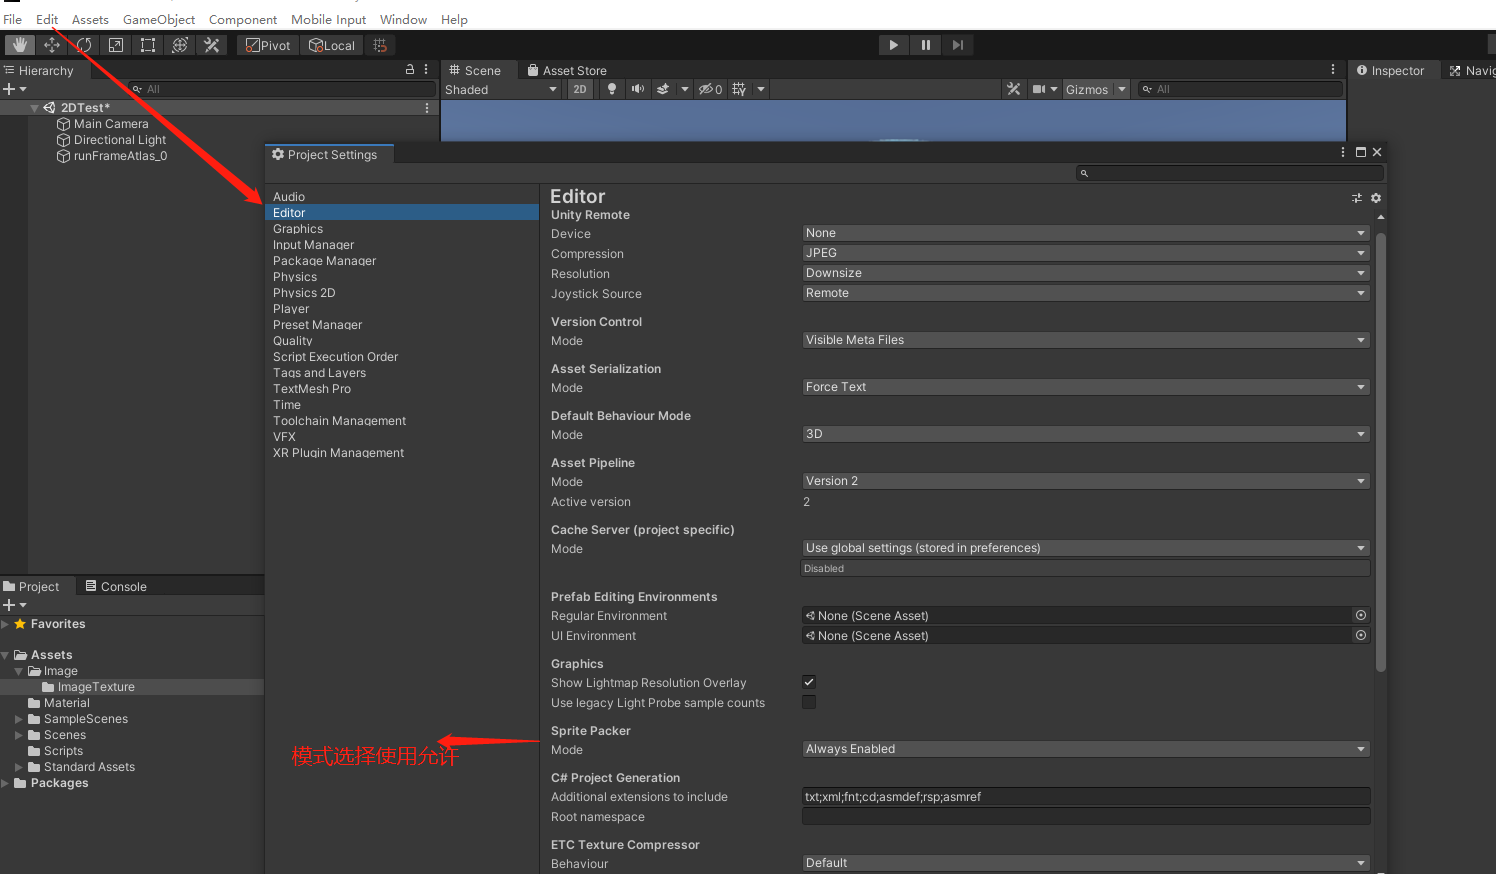 File Edit Assets GameObject Component Mobile Input Window Help
Pivot Local
Hierarchy
All
2DTest*
Main Camera
Directional Light
runFrameAtlas_0
Scene Asset Store
Shaded 2D 0 Gizmos All
Inspector Navig
Project Settings
Audio
Editor
Graphics
Input Manager
Package Manager
Physics
Physics 2D
Player
Preset Manager
Quality
Script Execution Order
Tags and Layers
TextMesh Pro
Time
Toolchain Management
VFX
XR Plugin Management
Editor
Unity Remote
Device None
Compression JPEG
Resolution Downsize
Joystick Source Remote
Version Control
Mode Visible Meta Files
Asset Serialization
Mode Force Text
Default Behaviour Mode
Mode 3D
Asset Pipeline
Mode Version 2
Active version 2
Cache Server (project specific)
Mode Use global settings (stored in preferences)
Disabled
Prefab Editing Environments
Regular Environment None (Scene Asset)
UI Environment None (Scene Asset)
Graphics
Show Lightmap Resolution Overlay
Use legacy Light Probe sample counts
Sprite Packer
Mode Always Enabled
模式选择使用允许
C# Project Generation
Additional extensions to include txt;xml;fnt;cd;asmdef;rsp;asmref
Root namespace
ETC Texture Compressor
Behaviour Default
Project Console
Favorites
Assets
Image
ImageTexture
Material
SampleScenes
Scenes
Scripts
Standard Assets
Packages